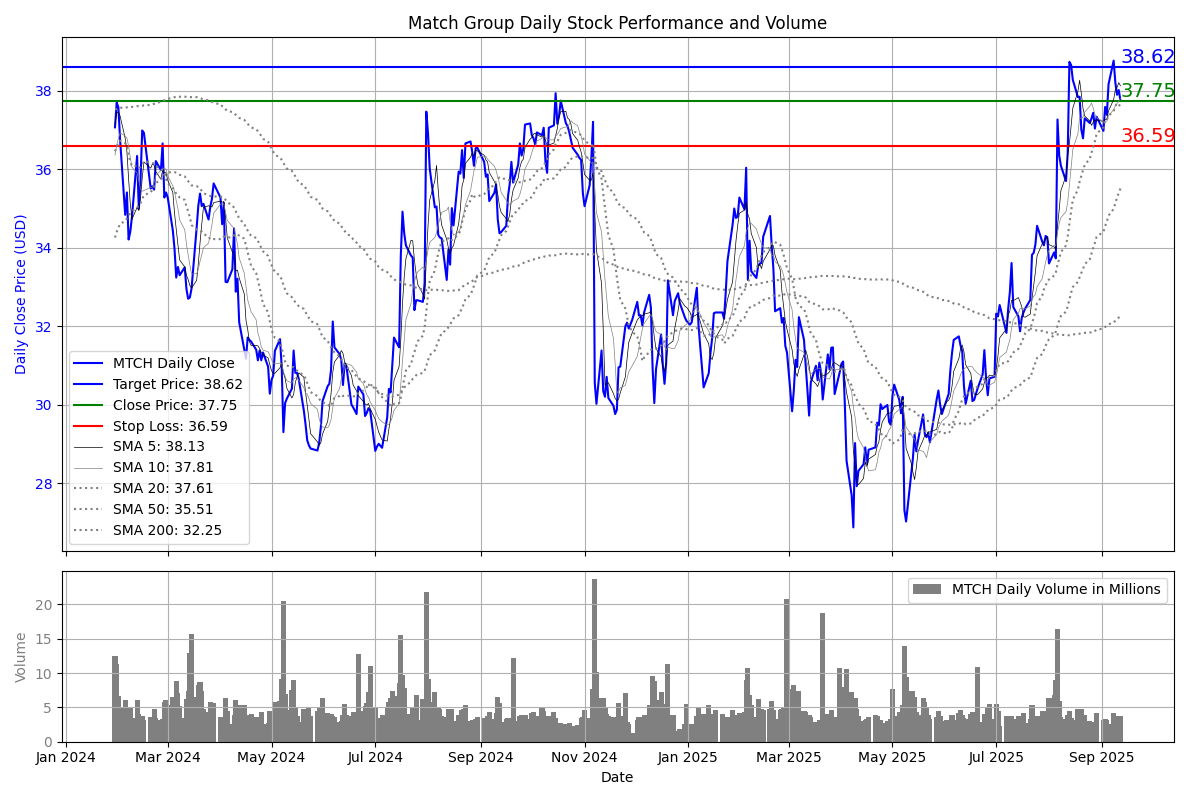 Match Group Daily Stock Performance and Volume
38.62
37.75
36.59
38
36
34
32
30
28
Daily Close Price (USD)
MTCH Daily Close
Target Price: 38.62
Close Price: 37.75
Stop Loss: 36.59
SMA 5: 38.13
SMA 10: 37.81
SMA 20: 37.61
SMA 50: 35.51
SMA 200: 32.25
MTCH Daily Volume in Millions
20
15
10
5
0
Volume
Jan 2024 Mar 2024 May 2024 Jul 2024 Sep 2024 Nov 2024 Jan 2025 Mar 2025 May 2025 Jul 2025 Sep 2025
Date